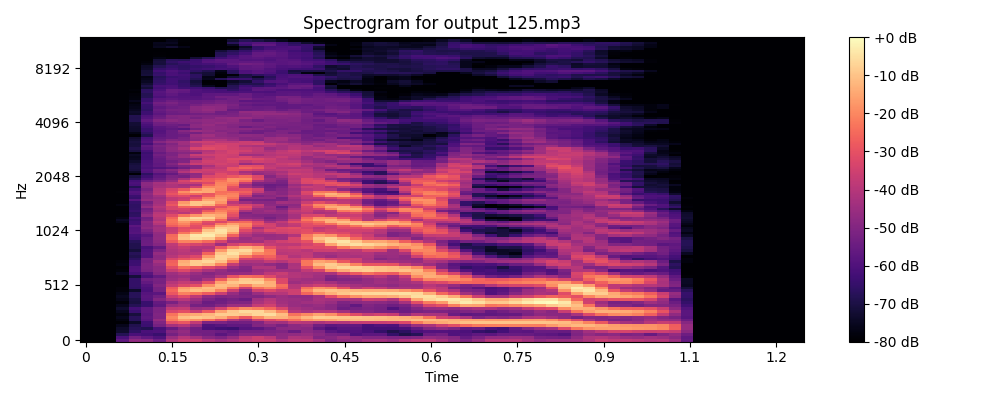 Spectrogram for output_125.mp3
8192
4096
2048
1024
512
0
Hz
0 0.15 0.3 0.45 0.6 0.75 0.9 1.1 1.2
Time
+0 dB
-10 dB
-20 dB
-30 dB
-40 dB
-50 dB
-60 dB
-70 dB
-80 dB